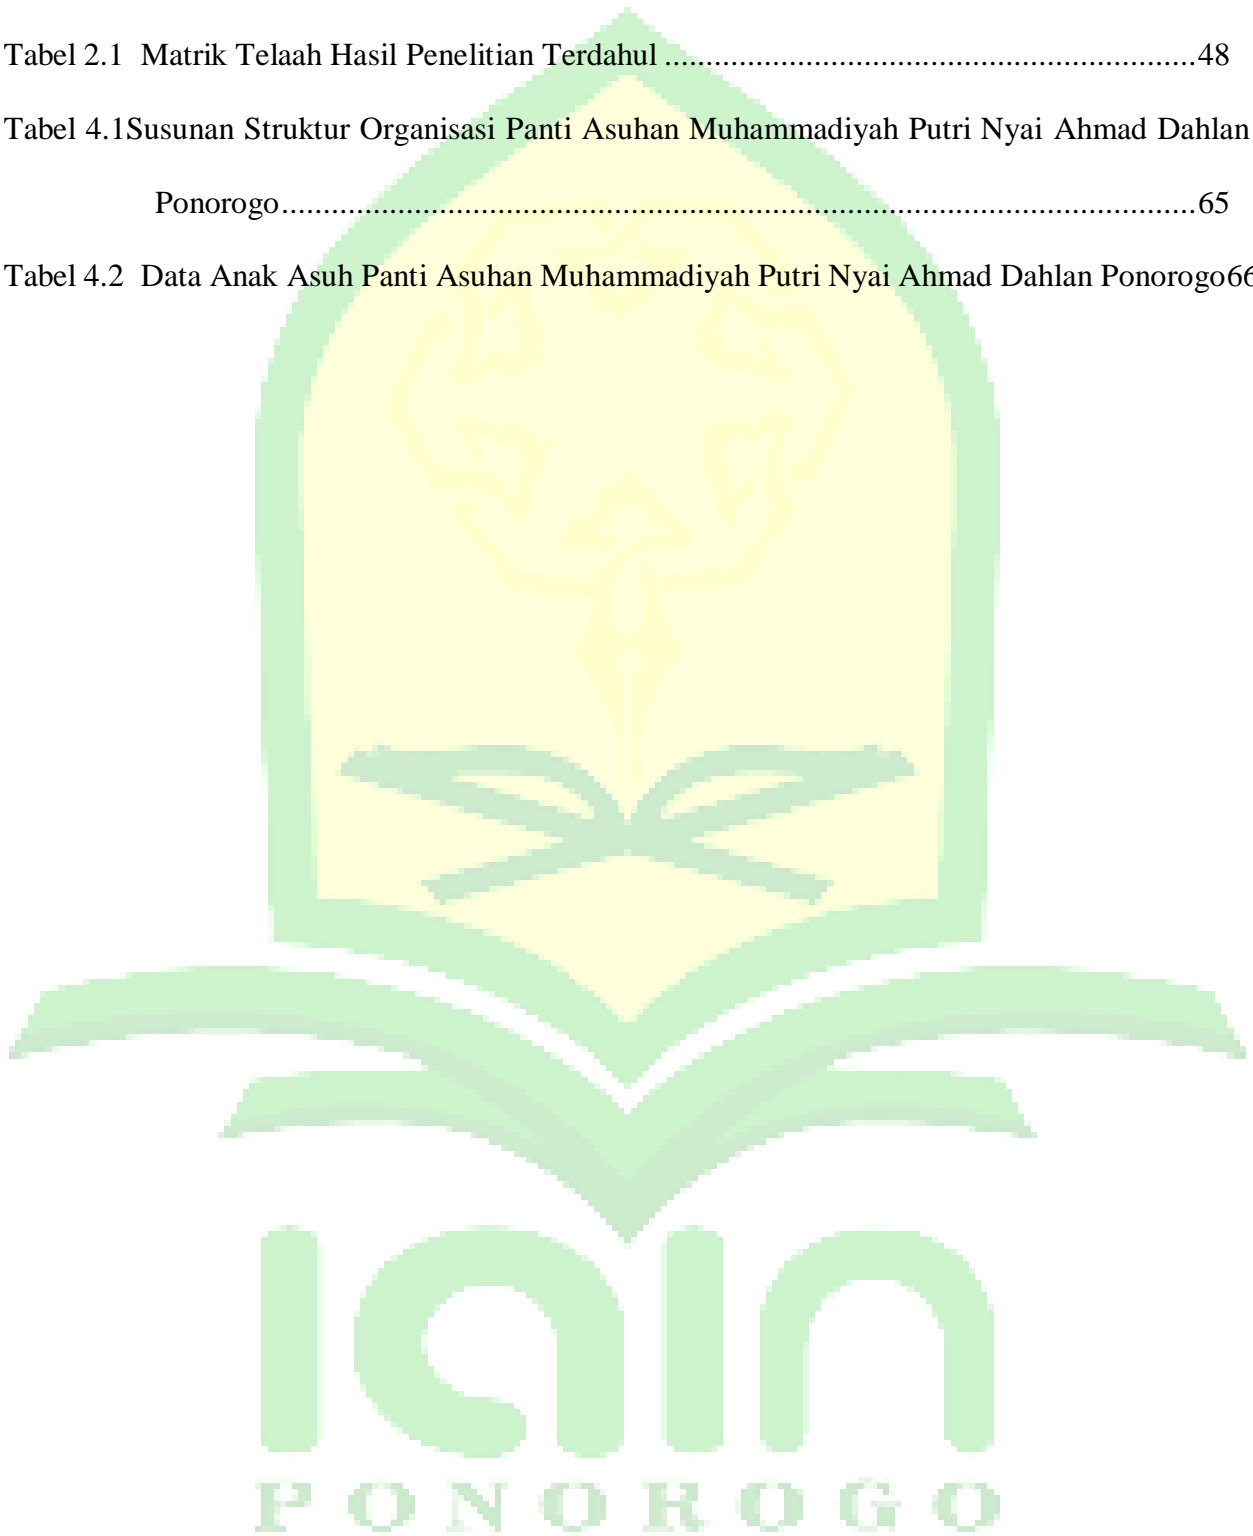 Tabel 2.1 Matrik Telaah Hasil Penelitian Terdahul ................................................................48
Tabel 4.1Susunan Struktur Organisasi Panti Asuhan Muhammadiyah Putri Nyai Ahmad Dahlan
Ponorogo..............................................................................................................65
Tabel 4.2 Data Anak Asuh Panti Asuhan Muhammadiyah Putri Nyai Ahmad Dahlan Ponorogo66
iain
PONOROGO